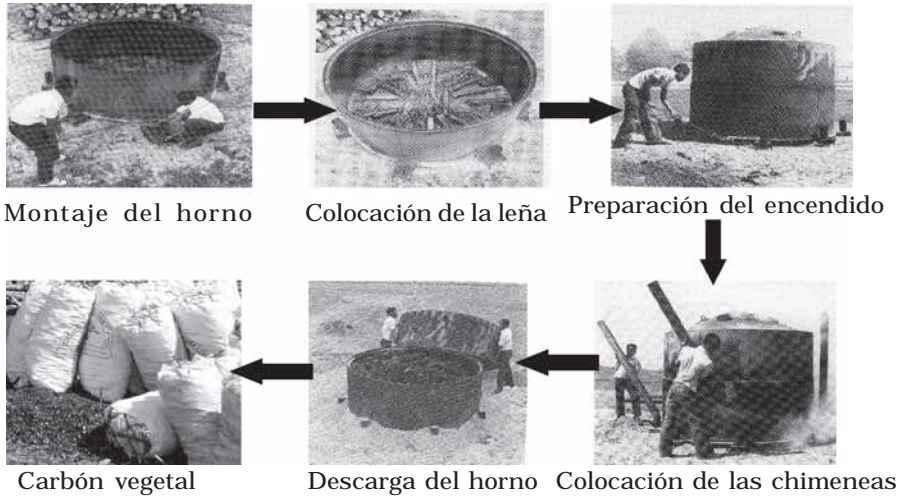 Montaje del horno
Colocación de la leña
Preparación del encendido
Colocación de las chimeneas
Descarga del horno
Carbón vegetal